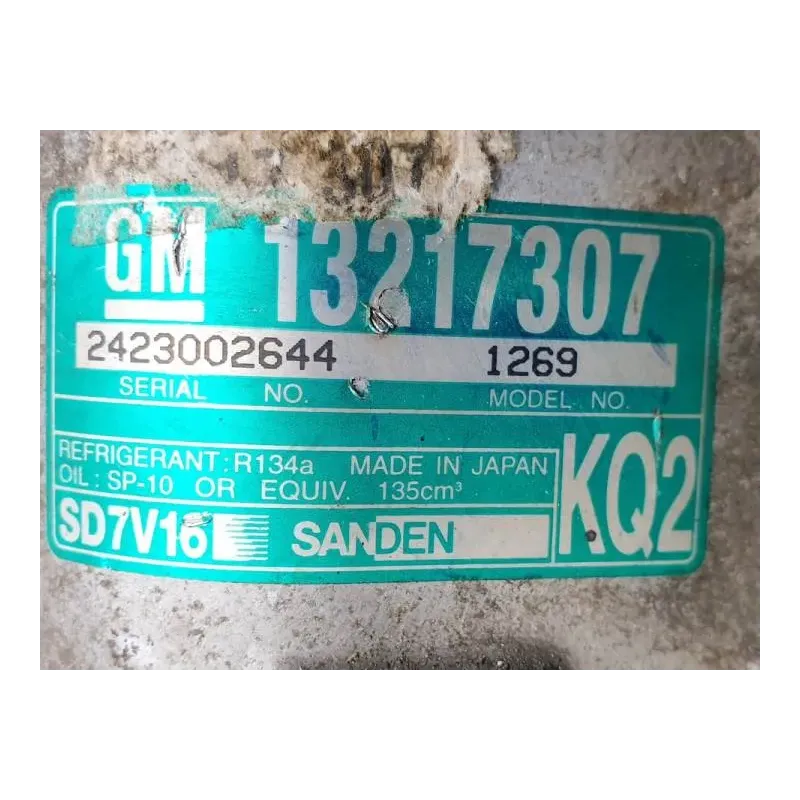 GM 13217307
2423002644 1269
SERIAL NO. MODEL NO.
REFRIGERANT : R134a MADE IN JAPAN
OIL : SP-10 OR EQUIV. 135cm³
KQ2
SD7V16 SANDEN